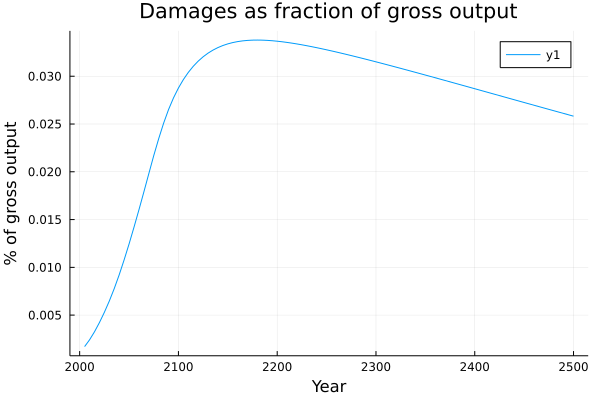 Damages as fraction of gross output
y1
% of gross output
0.030
0.025
0.020
0.015
0.010
0.005
2000 2100 2200 2300 2400 2500
Year